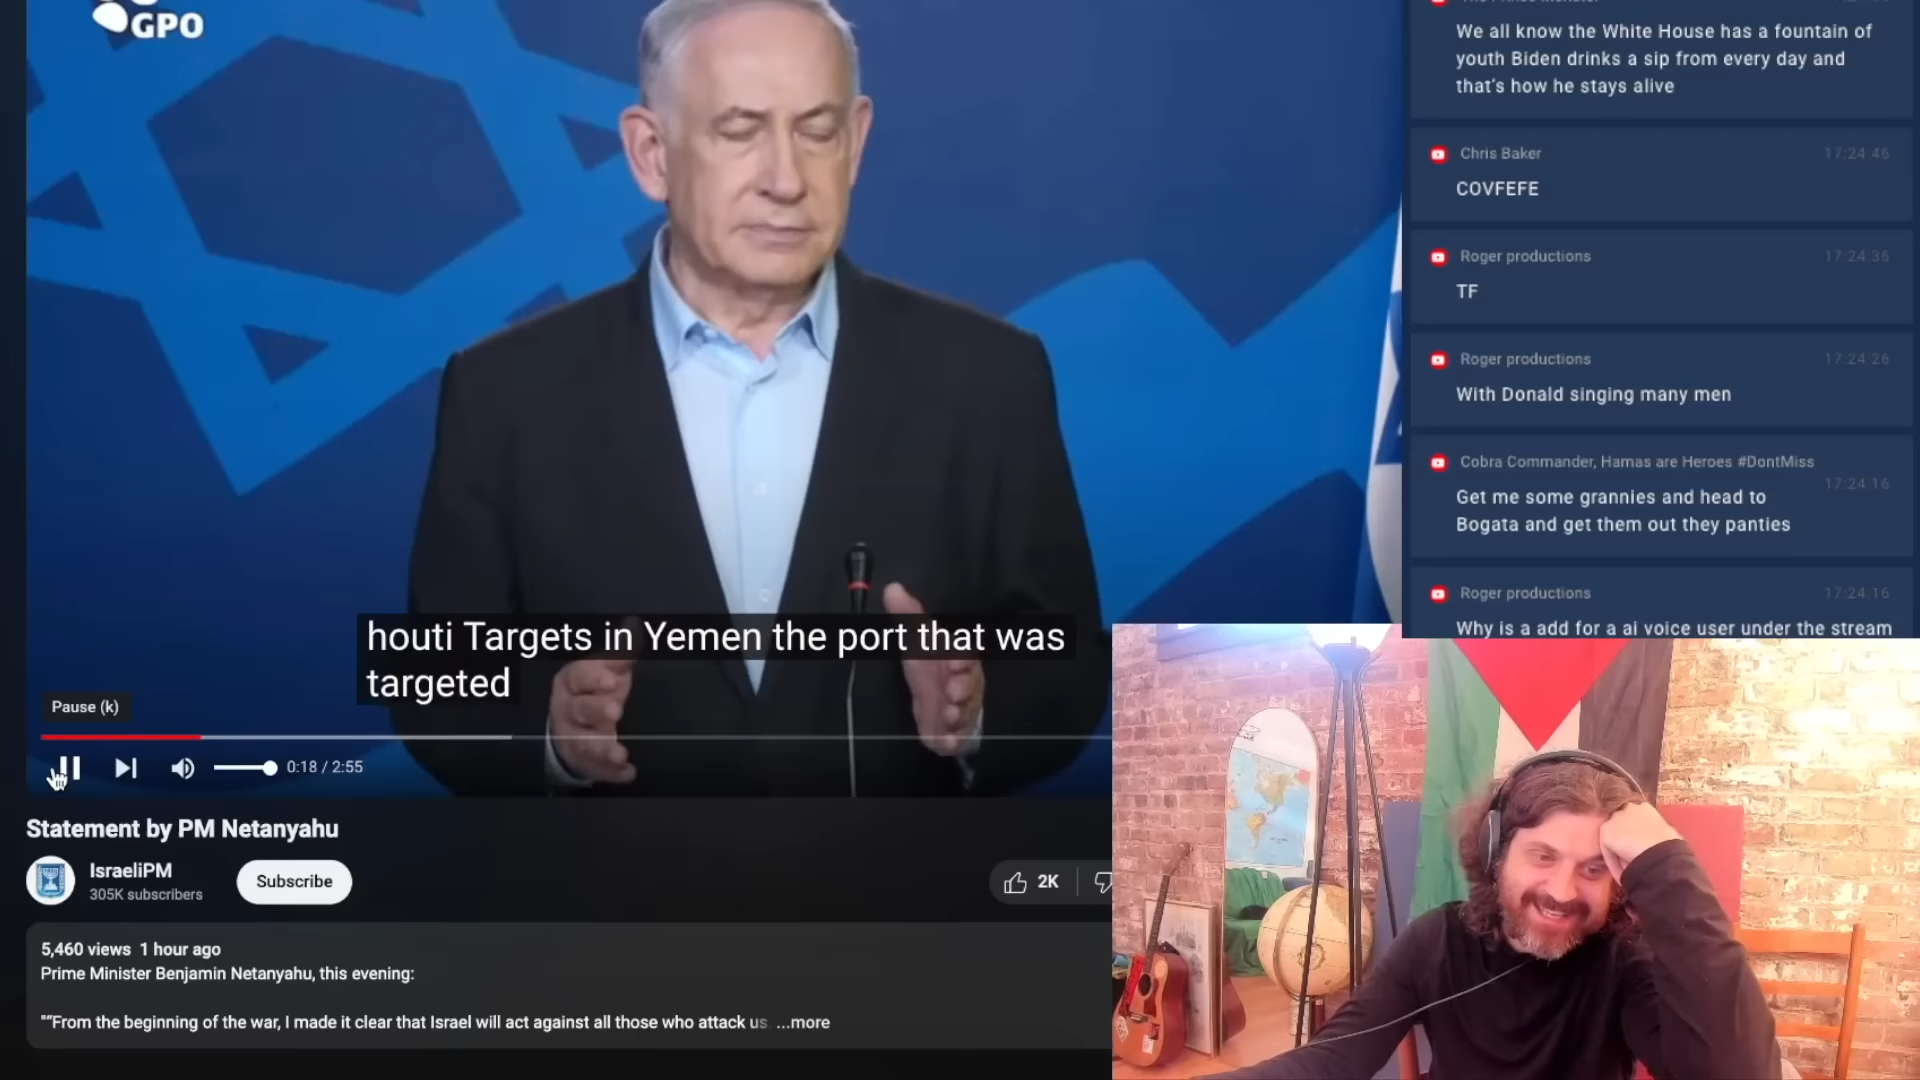 GPO
houti Targets in Yemen the port that was
targeted
Pause (k)
0:18 / 2:55
Statement by PM Netanyahu
IsraeliPM
305K subscribers
Subscribe
2K
5,460 views 1 hour ago
Prime Minister Benjamin Netanyahu, this evening:
"“From the beginning of the war, I made it clear that Israel will act against all those who attack us. ...more
We all know the White House has a fountain of
youth Biden drinks a sip from every day and
that's how he stays alive
Chris Baker 17:24:46
COVFEFE
Roger productions 17:24:36
TF
Roger productions 17:24:26
With Donald singing many men
Cobra Commander, Hamas are Heroes #DontMiss
17:24:16
Get me some grannies and head to
Bogata and get them out they panties
Roger productions 17:24:16
Why is a add for a ai voice user under the stream